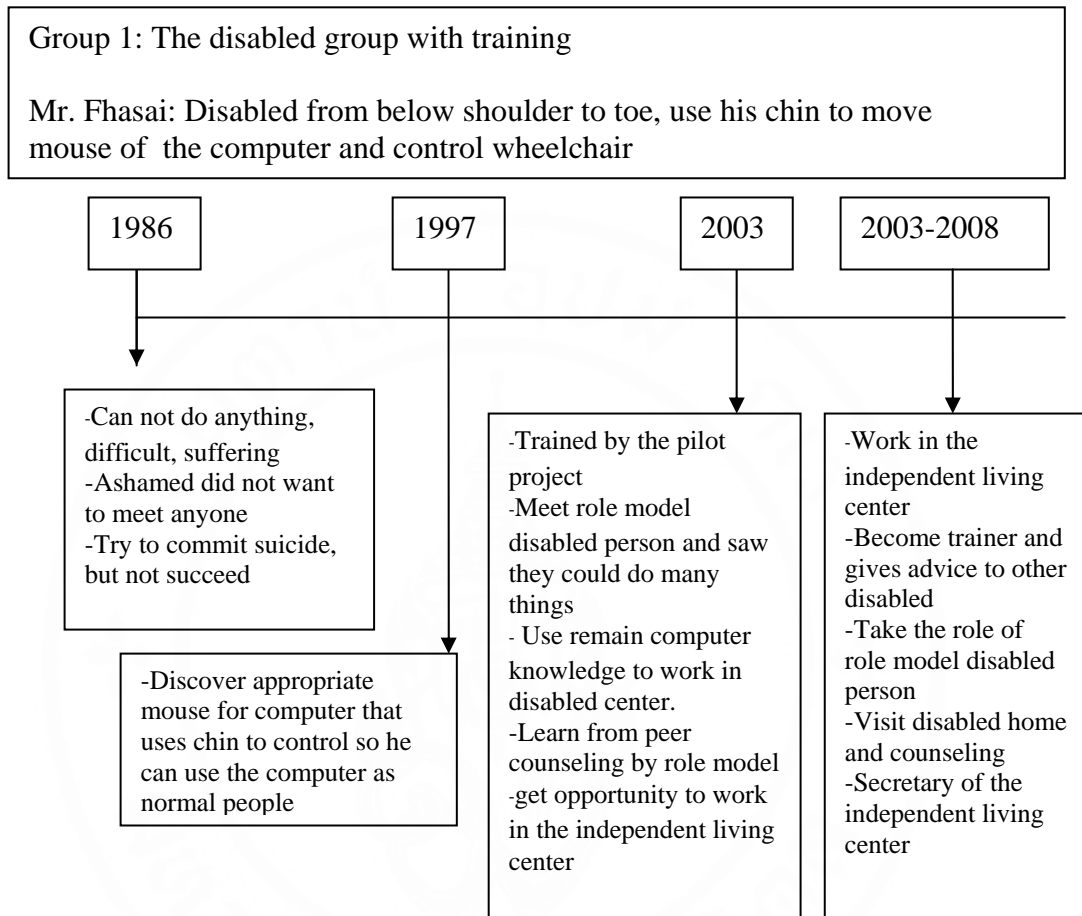 Group 1: The disabled group with training
Mr. Fhasai: Disabled from below shoulder to toe, use his chin to move
mouse of the computer and control wheelchair
1986
1997
2003
2003-2008
-Can not do anything,
difficult, suffering
-Ashamed did not want
to meet anyone
-Try to commit suicide,
but not succeed
-Discover appropriate
mouse for computer that
uses chin to control so he
can use the computer as
normal people
-Trained by the pilot
project
-Meet role model
disabled person and saw
they could do many
things
- Use remain computer
knowledge to work in
disabled center.
-Learn from peer
counseling by role model
-get opportunity to work
in the independent living
center
-Work in the
independent living
center
-Become trainer and
gives advice to other
disabled
-Take the role of
role model disabled
person
-Visit disabled home
and counseling
-Secretary of the
independent living
center